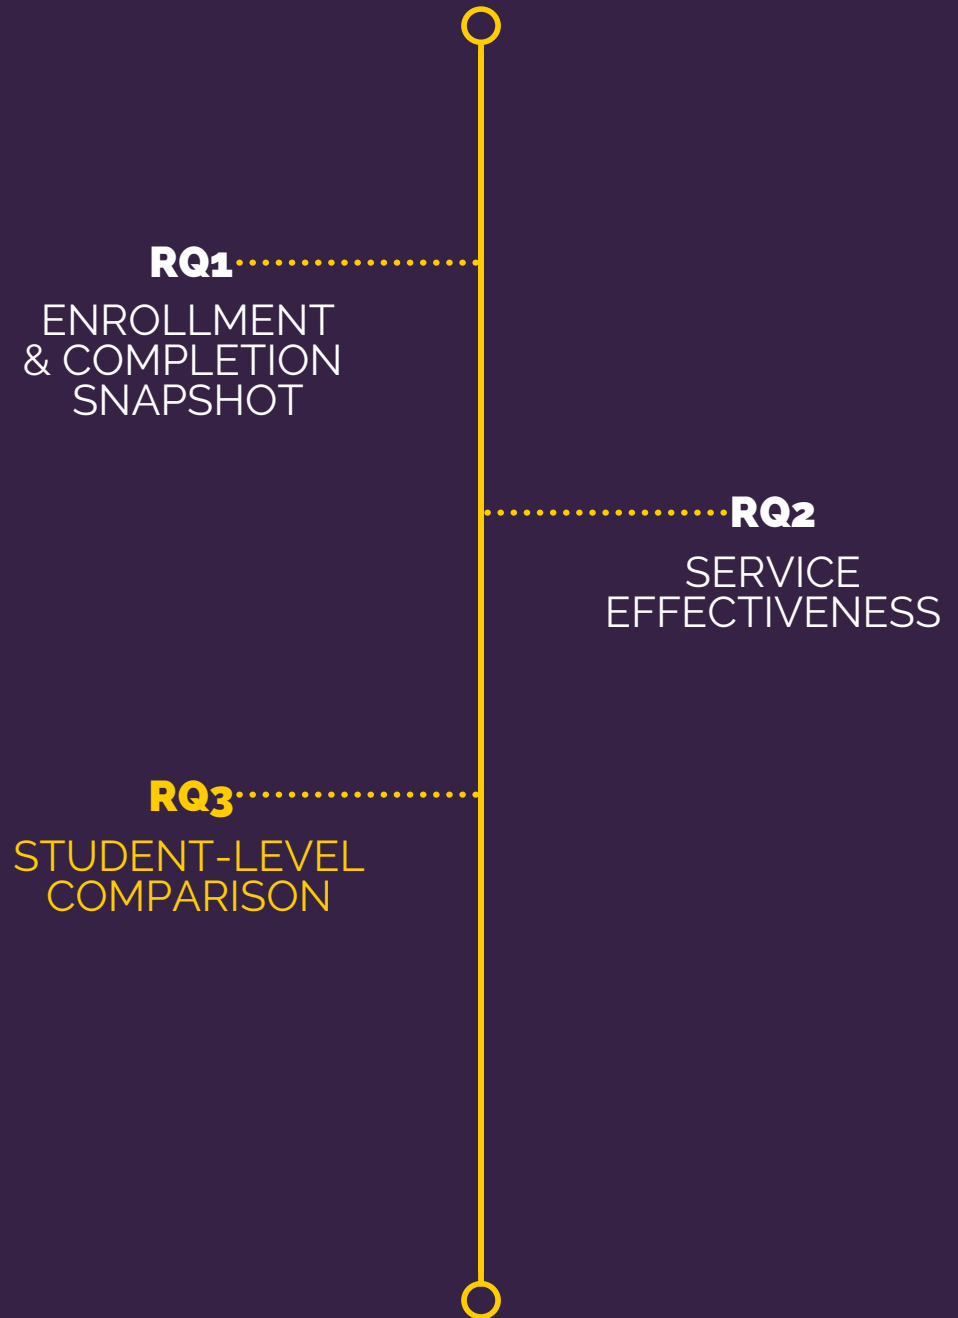 RQ1
ENROLLMENT
& COMPLETION
SNAPSHOT
RQ2
SERVICE
EFFECTIVENESS
RQ3
STUDENT-LEVEL
COMPARISON